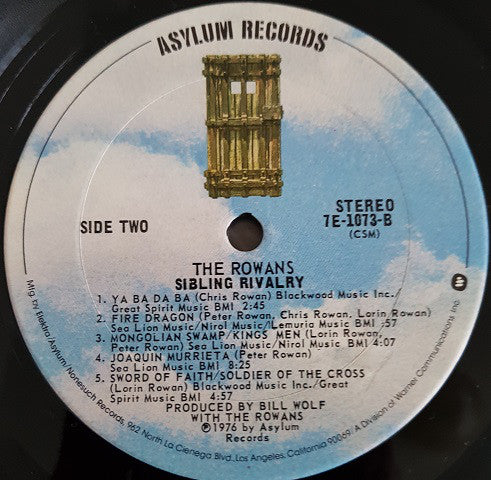 ASYLUM RECORDS
SIDE TWO
STEREO
7E-1073-B
(CSM)
THE ROWANS
SIBLING RIVALRY
1. YA BA DA BA (Chris Rowan) Blackwood Music Inc./
Great Spirit Music BMI 2:45
2. FIRE DRAGON (Peter Rowan, Chris Rowan, Lorin Rowan)
Sea Lion Music/Nirol Music/Lemuria Music BMI :57
3. MONGOLIAN SWAMP/KINGS MEN (Lorin Rowan,
Peter Rowan) Sea Lion Music/Nirol Music BMI 4:07
4. JOAQUIN MURRIETA (Peter Rowan)
Sea Lion Music BMI 8:25
5. SWORD OF FAITH/SOLDIER OF THE CROSS
(Lorin Rowan) Blackwood Music Inc./Great
Spirit Music BMI 4:57
PRODUCED BY BILL WOLF
WITH THE ROWANS
℗1976 by Asylum
Records
Mfg. by Elektra/Asylum/Nonesuch Records, 962 North La Cienega Blvd., Los Angeles, California 90069. A Division of Warner Communications Inc.